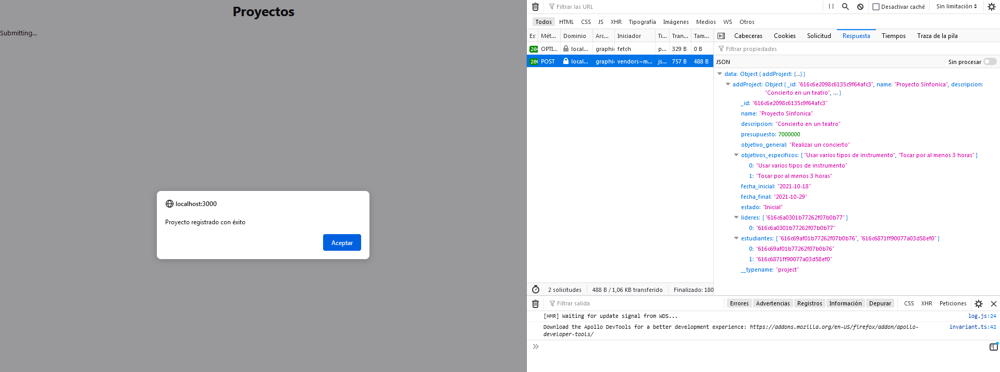 Proyectos
Submitting...
localhost:3000
Proyecto registrado con éxito
Aceptar
Filtrar las URL
Desactivar caché
Sin limitación
Todos HTML CSS JS XHR Tipografía Imágenes Medios WS Otros
Mét... Dominio Arc... Iniciador Ti... Tran... Tam...
OPTI... local... graphic fetch p... 329 B 0 B
POST local... graphic vendors~m... js... 757 B 488 B
2 solicitudes 488 B / 1,06 KB transferido Finalizado: 180
Cabeceras Cookies Solicitud Respuesta Tiempos Traza de la pila
Filtrar propiedades
JSON Sin procesar
data: Object { addProject: {...} }
addProject: Object { _id: "616c6e2098c6135c9f64afc3", name: "Proyecto Sínfonica", descripcion:
"Concierto en un teatro", ... }
_id: "616c6e2098c6135c9f64afc3"
name: "Proyecto Sínfonica"
descripcion: "Concierto en un teatro"
presupuesto: 7000000
objetivo_general: "Realizar un concierto"
objetivos_especificos: [ "Usar varios tipos de instrumento", "Tocar por al menos 3 horas" ]
0: "Usar varios tipos de instrumento"
1: "Tocar por al menos 3 horas"
fecha_inicial: "2021-10-18"
fecha_final: "2021-10-29"
estado: "Inicial"
lideres: [ "616c6a0301b77262f07b0b77" ]
0: "616c6a0301b77262f07b0b77"
estudiantes: [ "616c69af01b77262f07b0b76", "616c6871ff90077a03d58ef0" ]
0: "616c69af01b77262f07b0b76"
1: "616c6871ff90077a03d58ef0"
__typename: "project"
Filtrar salida
Errores Advertencias Registros Información Depurar CSS XHR Peticiones
[HMR] Waiting for update signal from WDS... log.js:24
Download the Apollo DevTools for a better development experience: https://addons.mozilla.org/en-US/firefox/addon/apollo- invariant.ts:42
developer-tools/